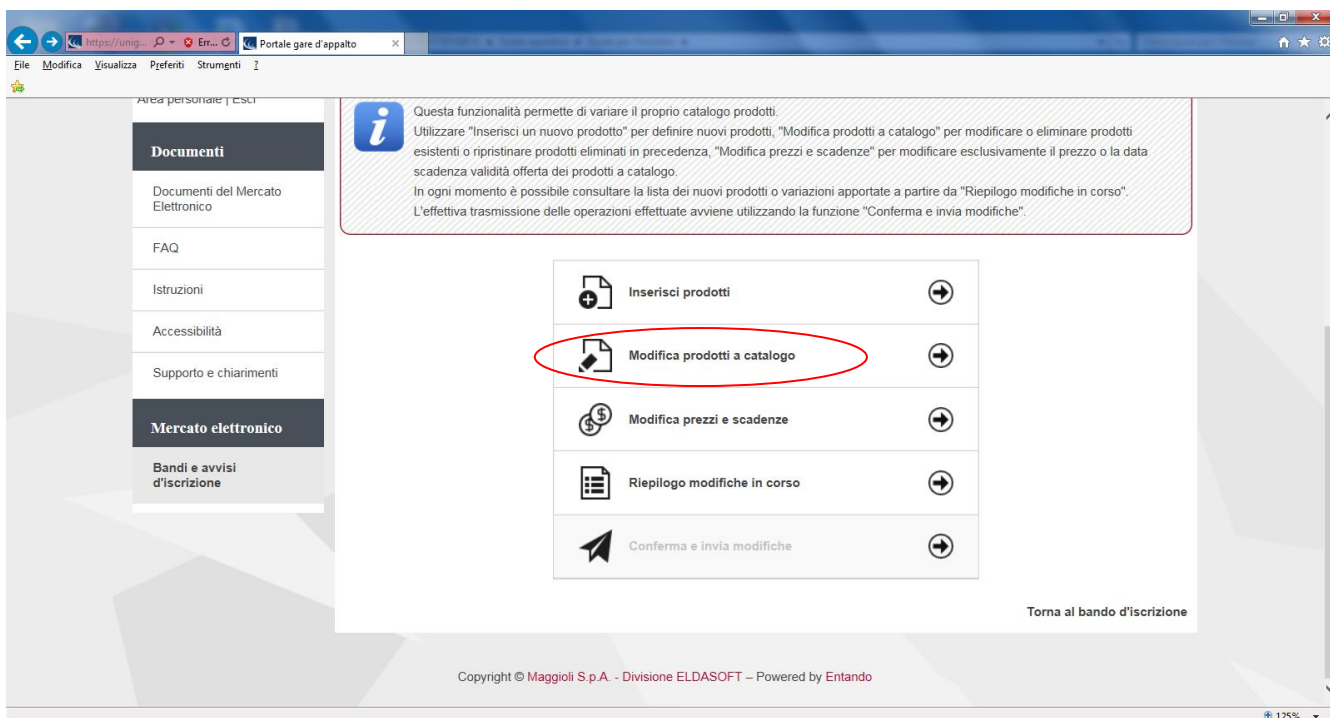 https://unig...
Err...
Portale gare d'appalto
File Modifica Visualizza Preferiti Strumenti ?
Area personale | Esci
Documenti
Documenti del Mercato
Elettronico
FAQ
Istruzioni
Accessibilità
Supporto e chiarimenti
Mercato elettronico
Bandi e avvisi
d'iscrizione
Questa funzionalità permette di variare il proprio catalogo prodotti.
Utilizzare "Inserisci un nuovo prodotto" per definire nuovi prodotti, "Modifica prodotti a catalogo" per modificare o eliminare prodotti
esistenti o ripristinare prodotti eliminati in precedenza, "Modifica prezzi e scadenze" per modificare esclusivamente il prezzo o la data
scadenza validità offerta dei prodotti a catalogo.
In ogni momento è possibile consultare la lista dei nuovi prodotti o variazioni apportate a partire da "Riepilogo modifiche in corso".
L'effettiva trasmissione delle operazioni effettuate avviene utilizzando la funzione "Conferma e invia modifiche".
Inserisci prodotti
Modifica prodotti a catalogo
Modifica prezzi e scadenze
Riepilogo modifiche in corso
Conferma e invia modifiche
Torna al bando d'iscrizione
Copyright © Maggioli S.p.A. - Divisione ELDASOFT – Powered by Entando
125%